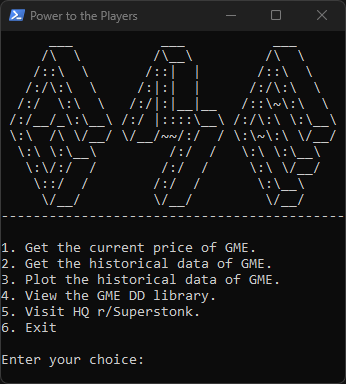 Power to the Players
GME
1. Get the current price of GME.
2. Get the historical data of GME.
3. Plot the historical data of GME.
4. View the GME DD library.
5. Visit HQ r/Superstonk.
6. Exit
Enter your choice: